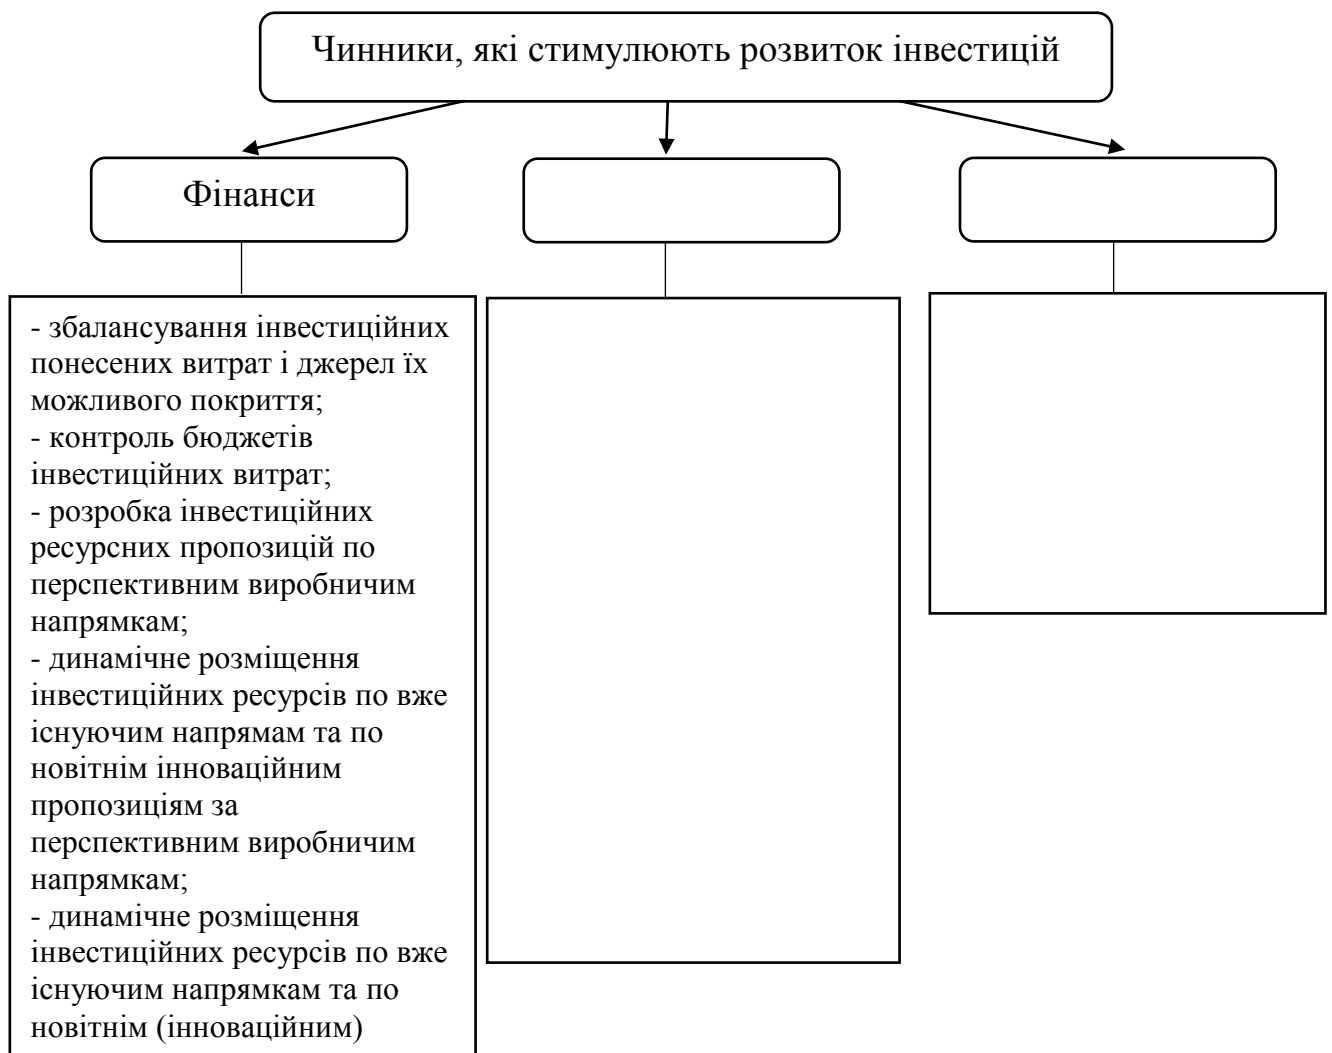 Чинники, які стимулюють розвиток інвестицій
Фінанси
- збалансування інвестиційних
понесених витрат і джерел їх
можливого покриття;
- контроль бюджетів
інвестиційних витрат;
- розробка інвестиційних
ресурсних пропозицій по
перспективним виробничим
напрямкам;
- динамічне розміщення
інвестиційних ресурсів по вже
існуючим напрямам та по
новітнім інноваційним
пропозиціям за
перспективним виробничим
напрямкам;
- динамічне розміщення
інвестиційних ресурсів по вже
існуючим напрямкам та по
новітнім (інноваційним)